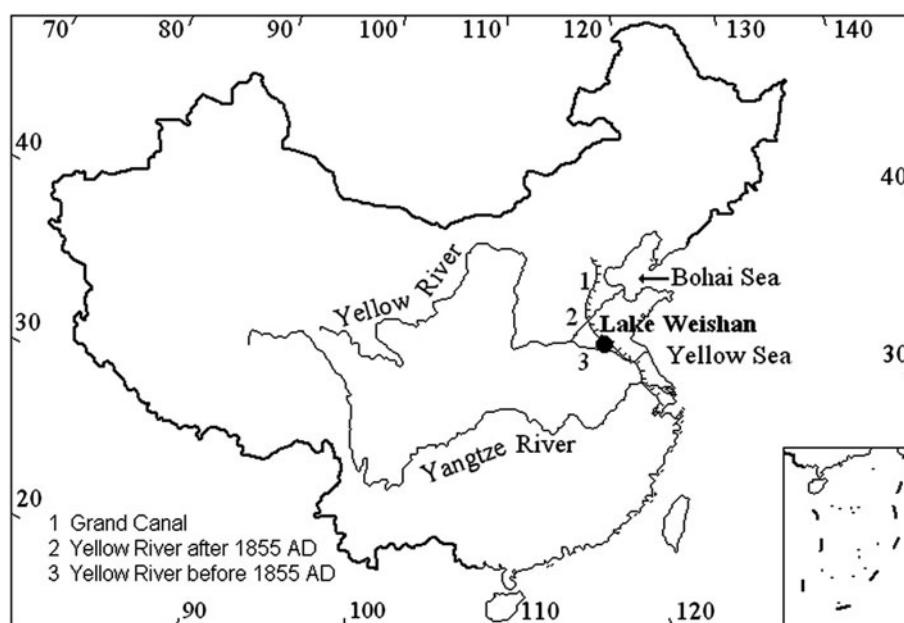 70 80 90 100 110 120 130 140
40
40
Yellow River
1
Bohai Sea
2
Lake Weishan
30
3
Yellow Sea
30
Yangtze River
20
1 Grand Canal
2 Yellow River after 1855 AD
3 Yellow River before 1855 AD
90 100 110 120